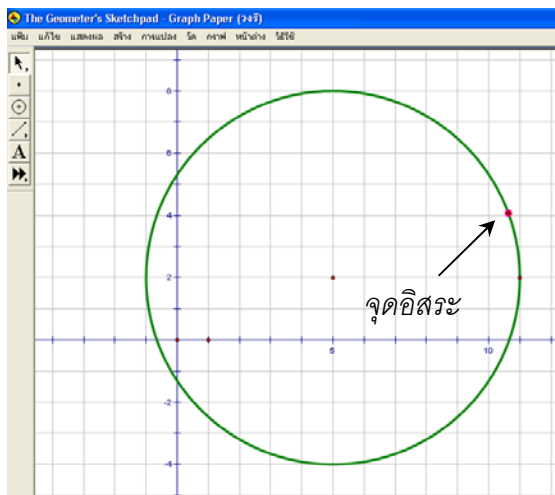 The Geometer's Sketchpad - Graph Paper (วงรี)
แฟ้ม แก้ไข แสดงผล สร้าง การแปลง วัด กราฟ หน้าต่าง วิธีใช้
A
8
6
4
2
-2
-4
5
10
จุดอิสระ